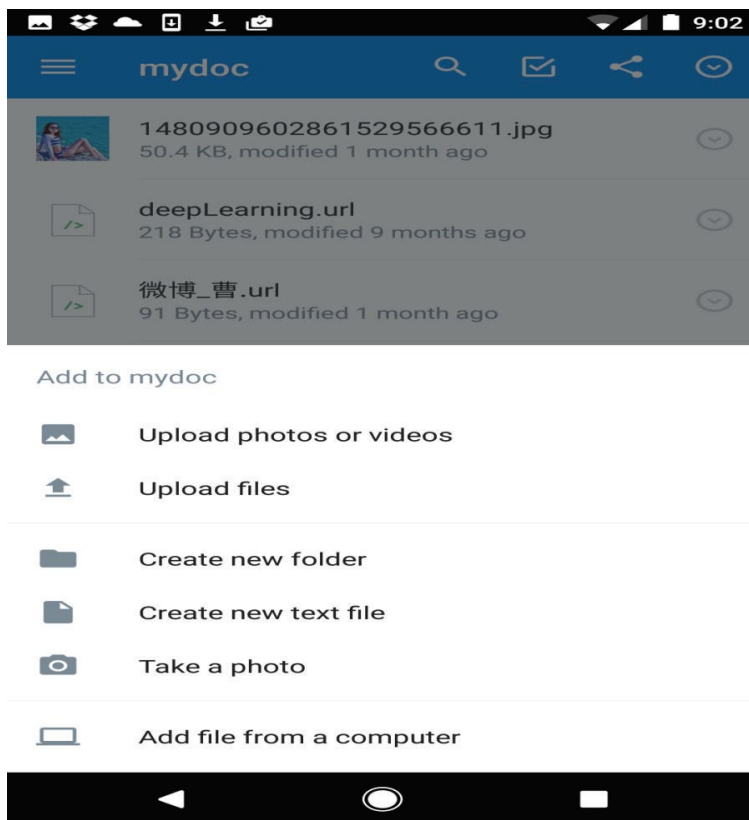 9:02
mydoc
1480909602861529566611.jpg
50.4 KB, modified 1 month ago
deepLearning.url
218 Bytes, modified 9 months ago
微博_曹.url
91 Bytes, modified 1 month ago
Add to mydoc
Upload photos or videos
Upload files
Create new folder
Create new text file
Take a photo
Add file from a computer